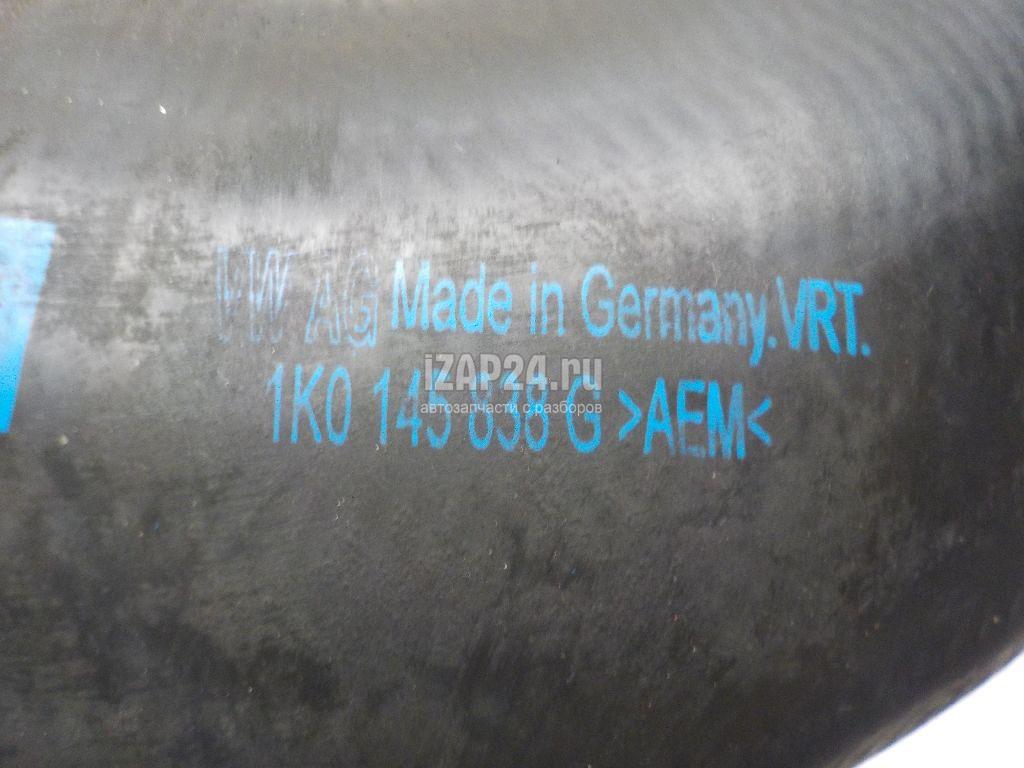 VW AG Made in Germany.VRT.
iZAP24.ru
автозапчасти с разборов
1K0 145 838 G >AEM<